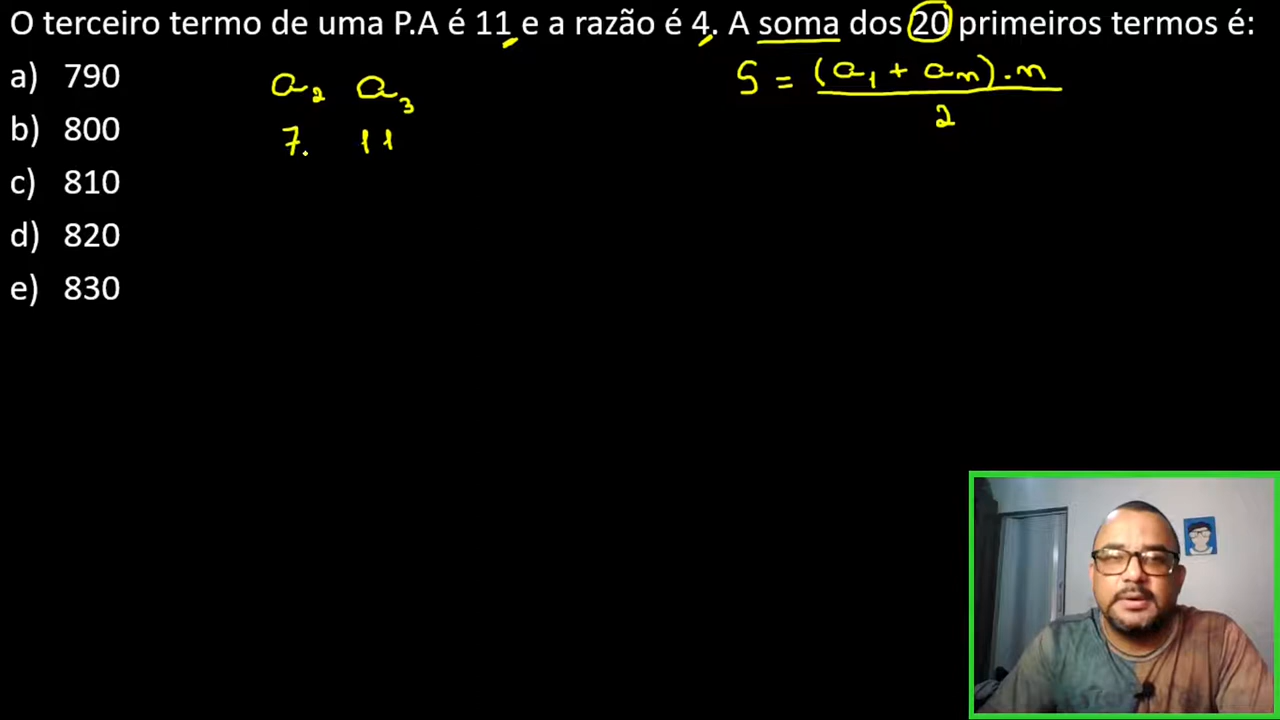 O terceiro termo de uma P.A é 11 e a razão é 4. A soma dos 20 primeiros termos é:
a) 790
b) 800
c) 810
d) 820
e) 830
a₂ a₃
7. 11
S = (a₁ + aₙ).n
2